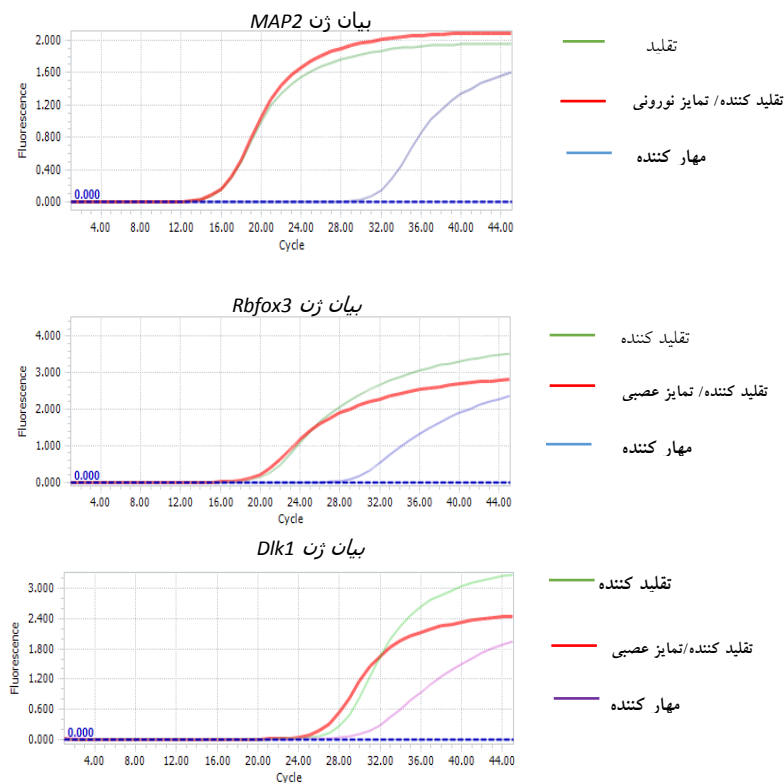 بیان ژن MAP2
2.000
1.600
1.200
0.800
0.400
0.000
0.000
Fluorescence
4.00 8.00 12.00 16.00 20.00 24.00 28.00 32.00 36.00 40.00 44.00
Cycle
تقلید
تقلید کننده/ تمایز نورونی
مهار کننده
بیان ژن Rbfox3
4.000
3.000
2.000
1.000
0.000
0.000
Fluorescence
4.00 8.00 12.00 16.00 20.00 24.00 28.00 32.00 36.00 40.00 44.00
Cycle
تقلید کننده
تقلید کننده/ تمایز عصبی
مهار کننده
بیان ژن Dlk1
3.000
2.400
1.800
1.200
0.600
0.000
0.000
Fluorescence
4.00 8.00 12.00 16.00 20.00 24.00 28.00 32.00 36.00 40.00 44.00
Cycle
تقلید کننده
تقلید کننده/تمایز عصبی
مهار کننده